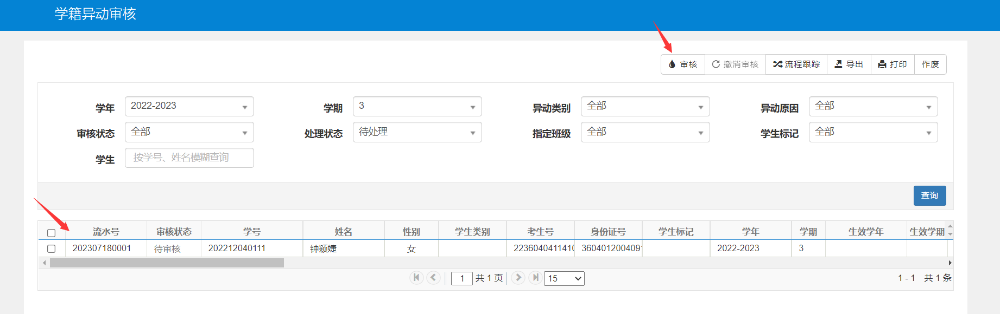 学籍异动审核
审核 撤消审核 流程跟踪 导出 打印 作废
学年 2022-2023 学期 3 异动类别 全部 异动原因 全部
审核状态 全部 处理状态 待处理 指定班级 全部 学生标记 全部
学生 按学号、姓名模糊查询
查询
流水号 审核状态 学号 姓名 性别 学生类别 考生号 身份证号 学生标记 学年 学期 生效学年 生效学期
202307180001 待审核 202212040111 钟颖婕 女 2236040411410 360401200409 2022-2023 3
1 共 1 页 15 1 - 1 共 1 条